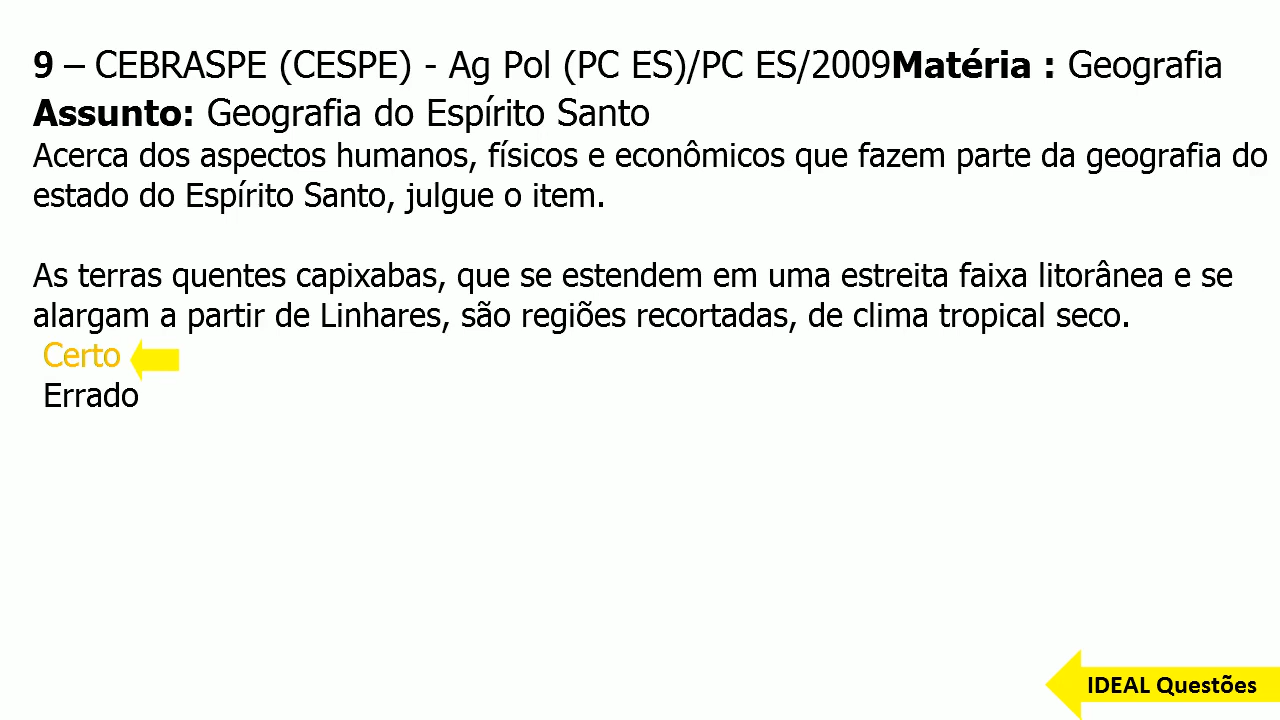 9 – CEBRASPE (CESPE) - Ag Pol (PC ES)/PC ES/2009Matéria : Geografia
Assunto: Geografia do Espírito Santo
Acerca dos aspectos humanos, físicos e econômicos que fazem parte da geografia do
estado do Espírito Santo, julgue o item.
As terras quentes capixabas, que se estendem em uma estreita faixa litorânea e se
alargam a partir de Linhares, são regiões recortadas, de clima tropical seco.
Certo
Errado
IDEAL Questões